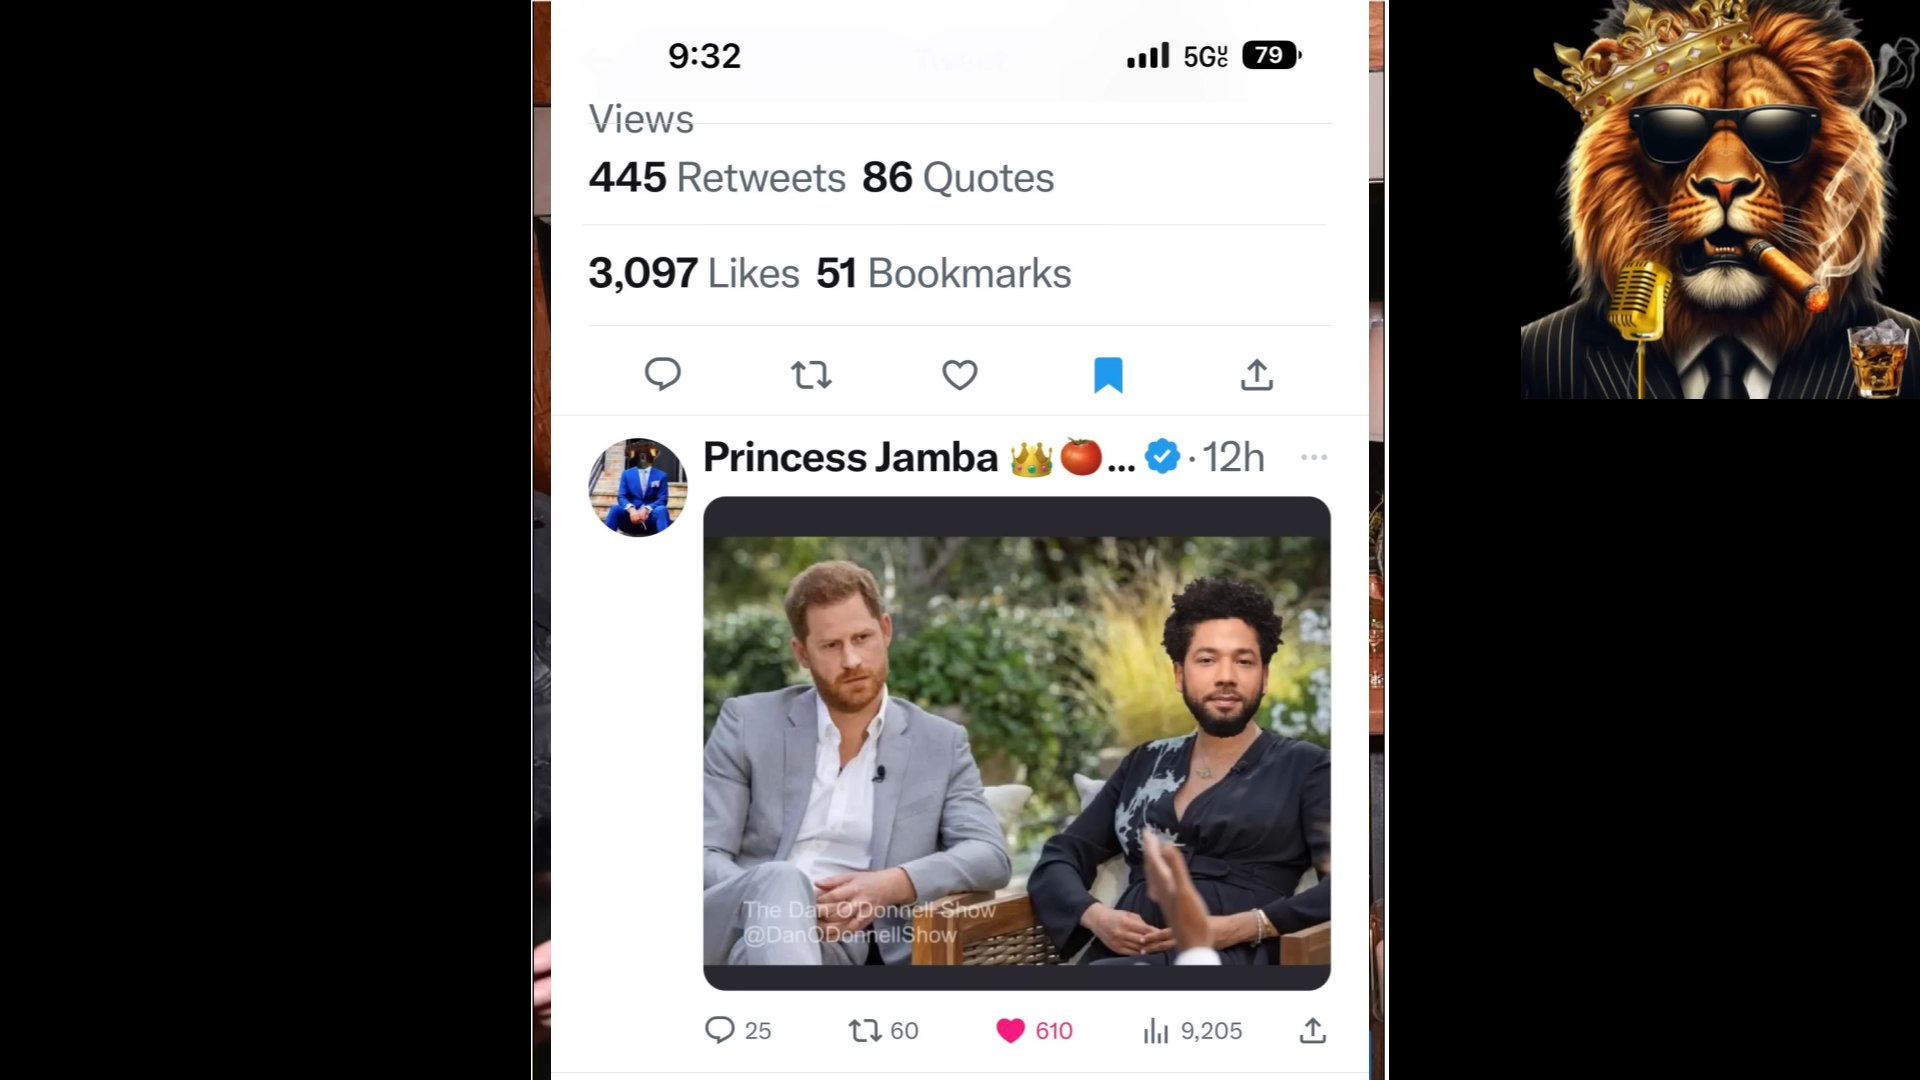 9:32
5G UC 79
Views
445 Retweets 86 Quotes
3,097 Likes 51 Bookmarks
Princess Jamba 👑🍅... · 12h
The Dan O'Donnell Show
@DanODonnellShow
25 60 610 9,205